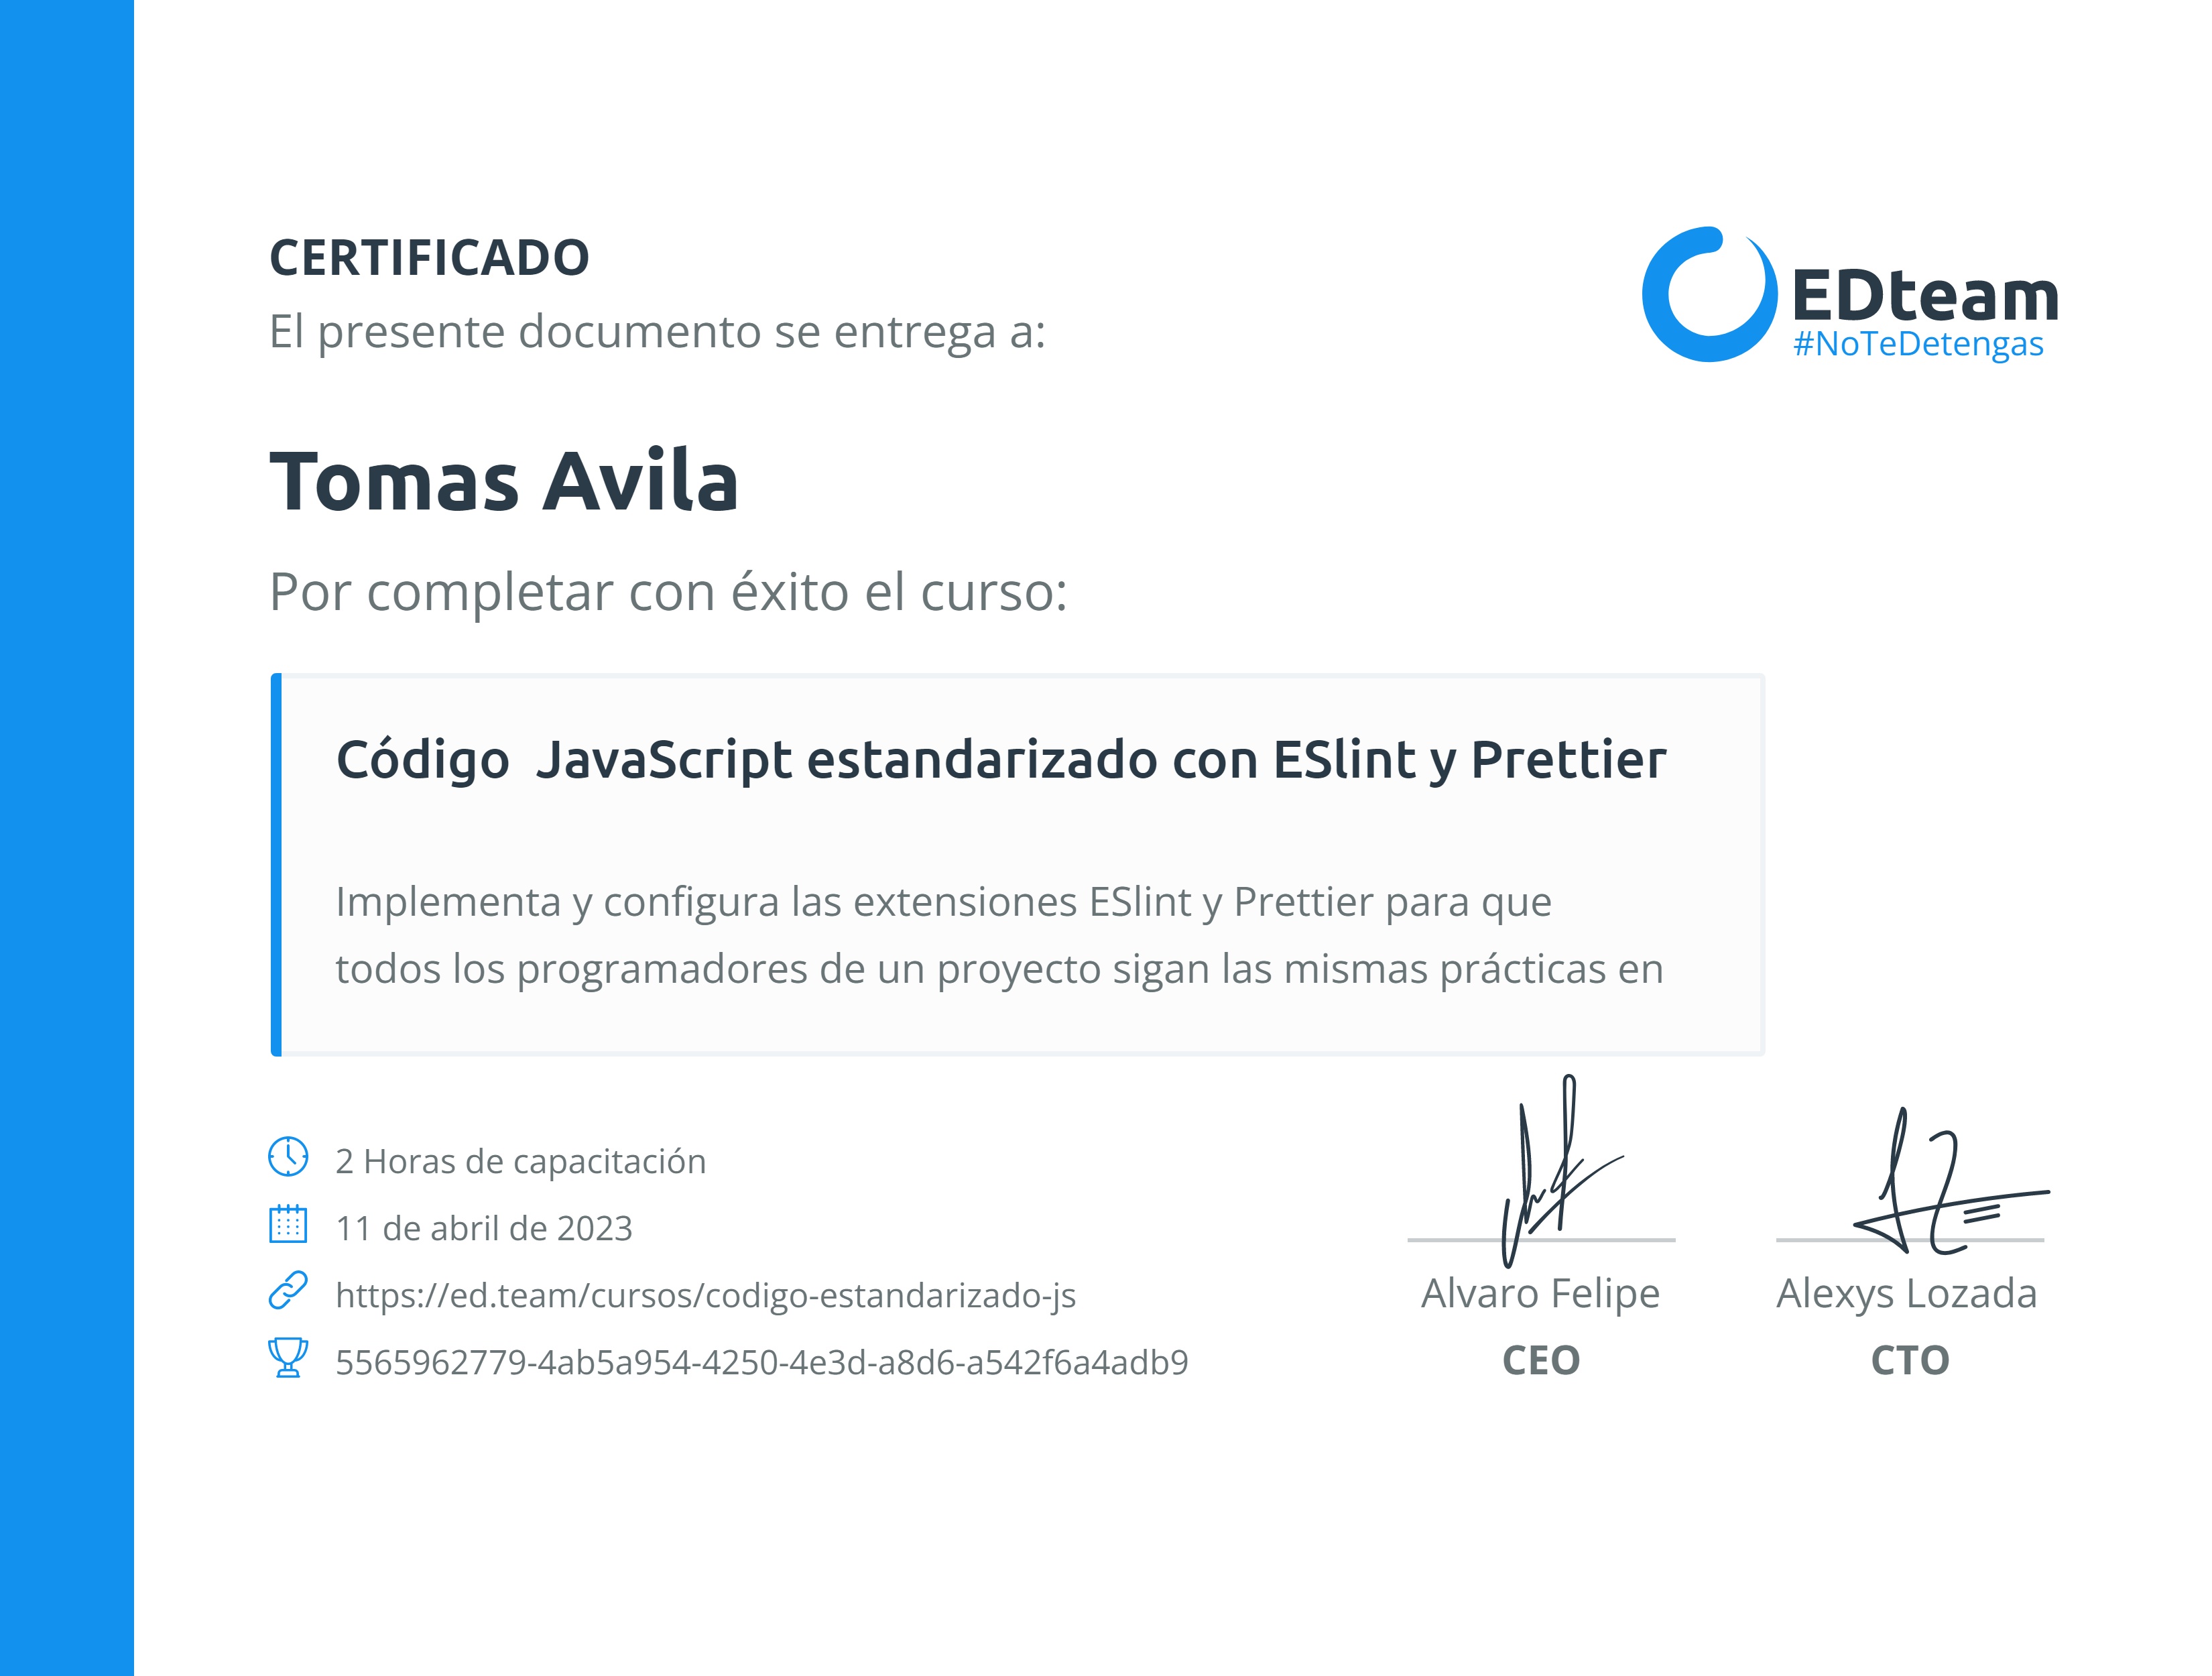 CERTIFICADO
El presente documento se entrega a:
EDteam
#NoTeDetengas
Tomas Avila
Por completar con éxito el curso:
Código  JavaScript estandarizado con ESlint y Prettier
Implementa y configura las extensiones ESlint y Prettier para que
todos los programadores de un proyecto sigan las mismas prácticas en
2 Horas de capacitación
11 de abril de 2023
https://ed.team/cursos/codigo-estandarizado-js
5565962779-4ab5a954-4250-4e3d-a8d6-a542f6a4adb9
Alvaro Felipe
CEO
Alexys Lozada
CTO